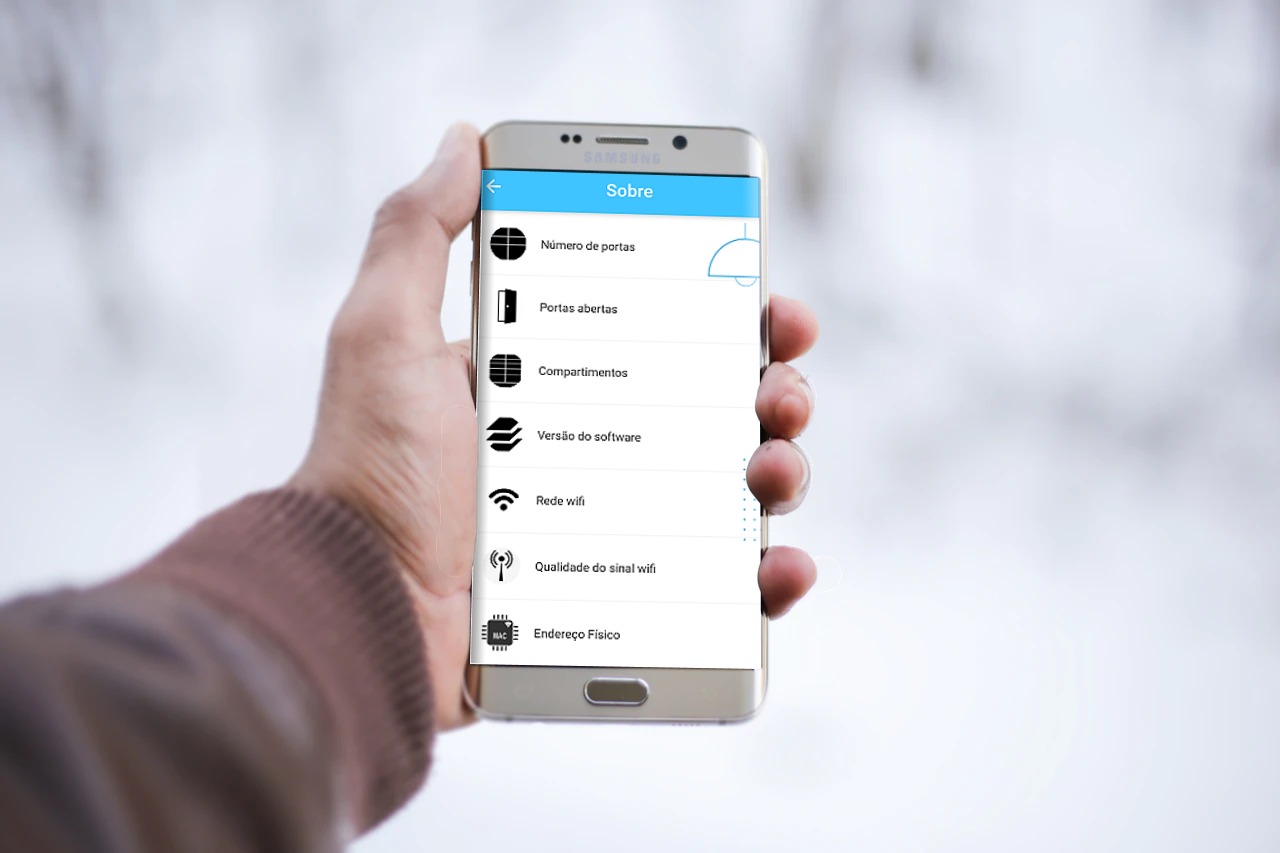 SAMSUNG
Sobre
Número de portas
Portas abertas
Compartimentos
Versão do software
Rede wifi
Qualidade do sinal wifi
MAC
Endereço Físico